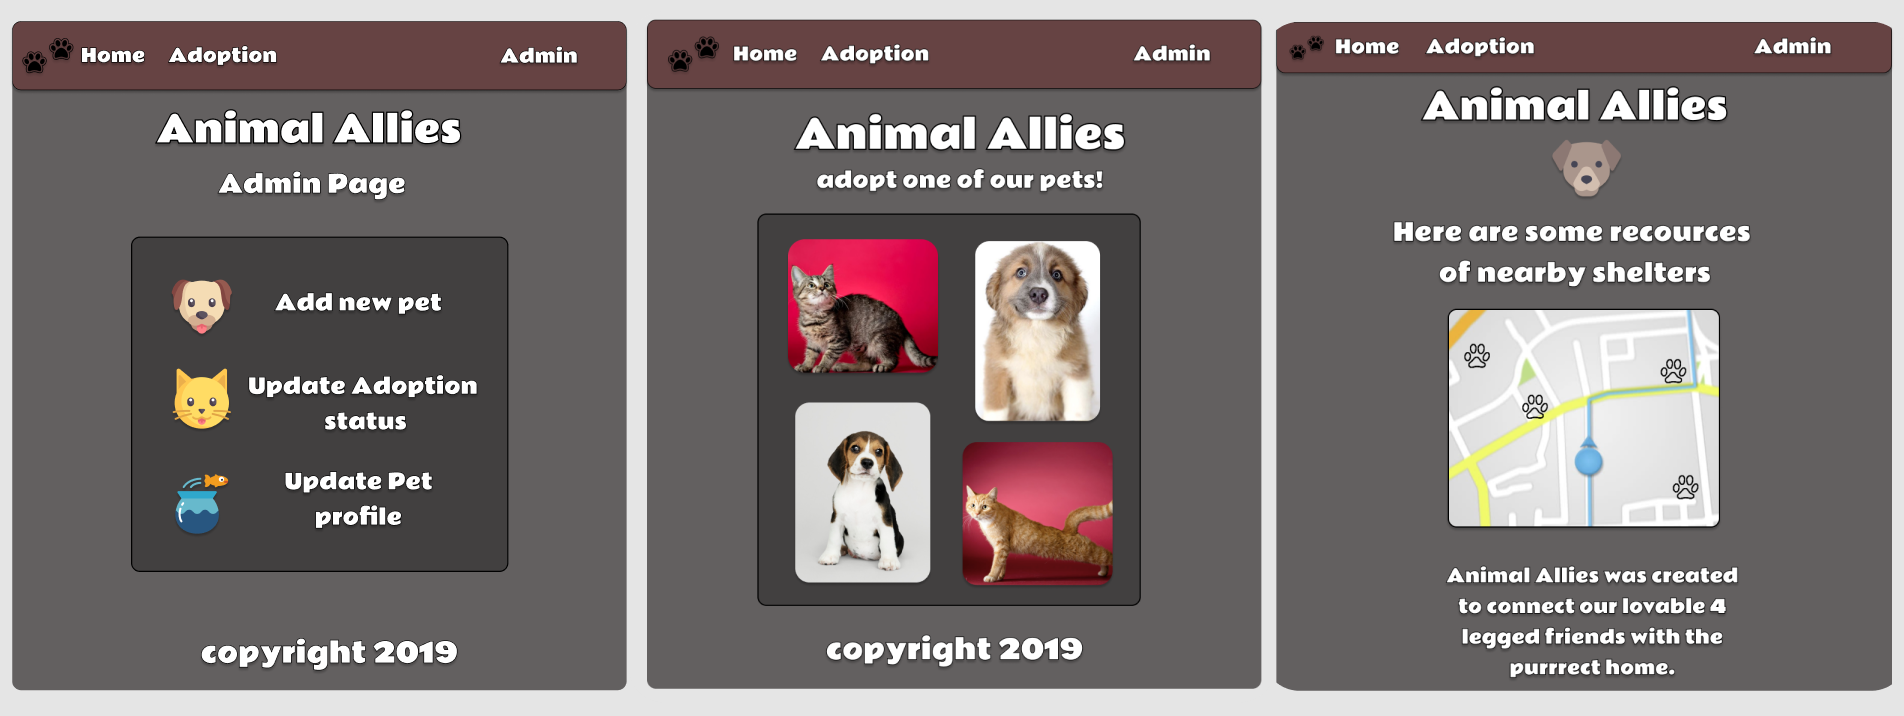 Home Adoption Admin
Animal Allies
Admin Page
Add new pet
Update Adoption
status
Update Pet
profile
copyright 2019
Home Adoption Admin
Animal Allies
adopt one of our pets!
copyright 2019
Home Adoption Admin
Animal Allies
Here are some recources
of nearby shelters
Animal Allies was created
to connect our lovable 4
legged friends with the
purrrect home.